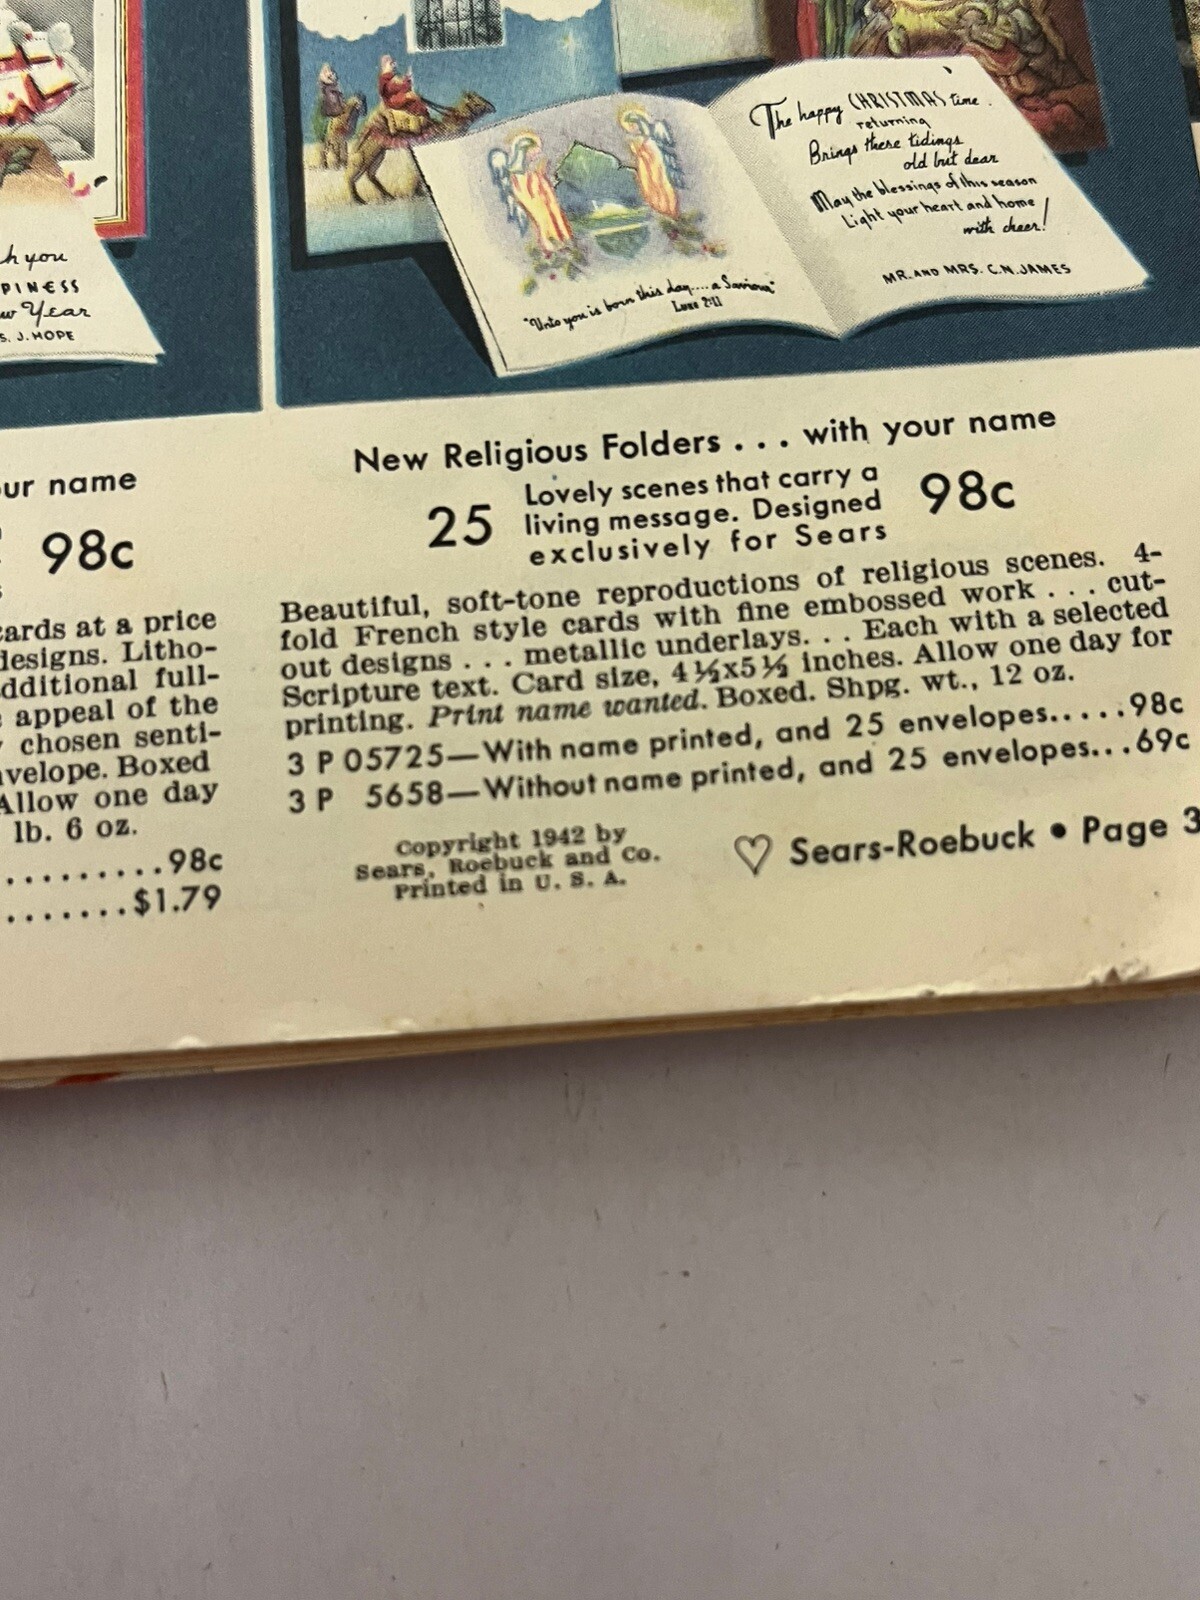 h you
PINESS
w Year
S. J. HOPE
The happy CHRISTMAS time
returning
Brings these tidings
old but dear
May the blessings of this season
Light your heart and home
with cheer!
MR. AND MRS. C.N. JAMES
"Unto you is born this day.... a Saviour"
Luke 2:11
our name
98c
cards at a price
designs. Litho-
dditional full-
appeal of the
chosen senti-
nvelope. Boxed
Allow one day
lb. 6 oz.
..........98c
........$1.79
New Religious Folders . . . with your name
25 Lovely scenes that carry a
living message. Designed
exclusively for Sears 98c
Beautiful, soft-tone reproductions of religious scenes. 4-
fold French style cards with fine embossed work . . . cut-
out designs . . . metallic underlays. . . Each with a selected
Scripture text. Card size, 4½x5½ inches. Allow one day for
printing. Print name wanted. Boxed. Shpg. wt., 12 oz.
3 P 05725—With name printed, and 25 envelopes.....98c
3 P 5658—Without name printed, and 25 envelopes...69c
Copyright 1942 by
Sears, Roebuck and Co.
Printed in U. S. A.
Sears-Roebuck • Page 3